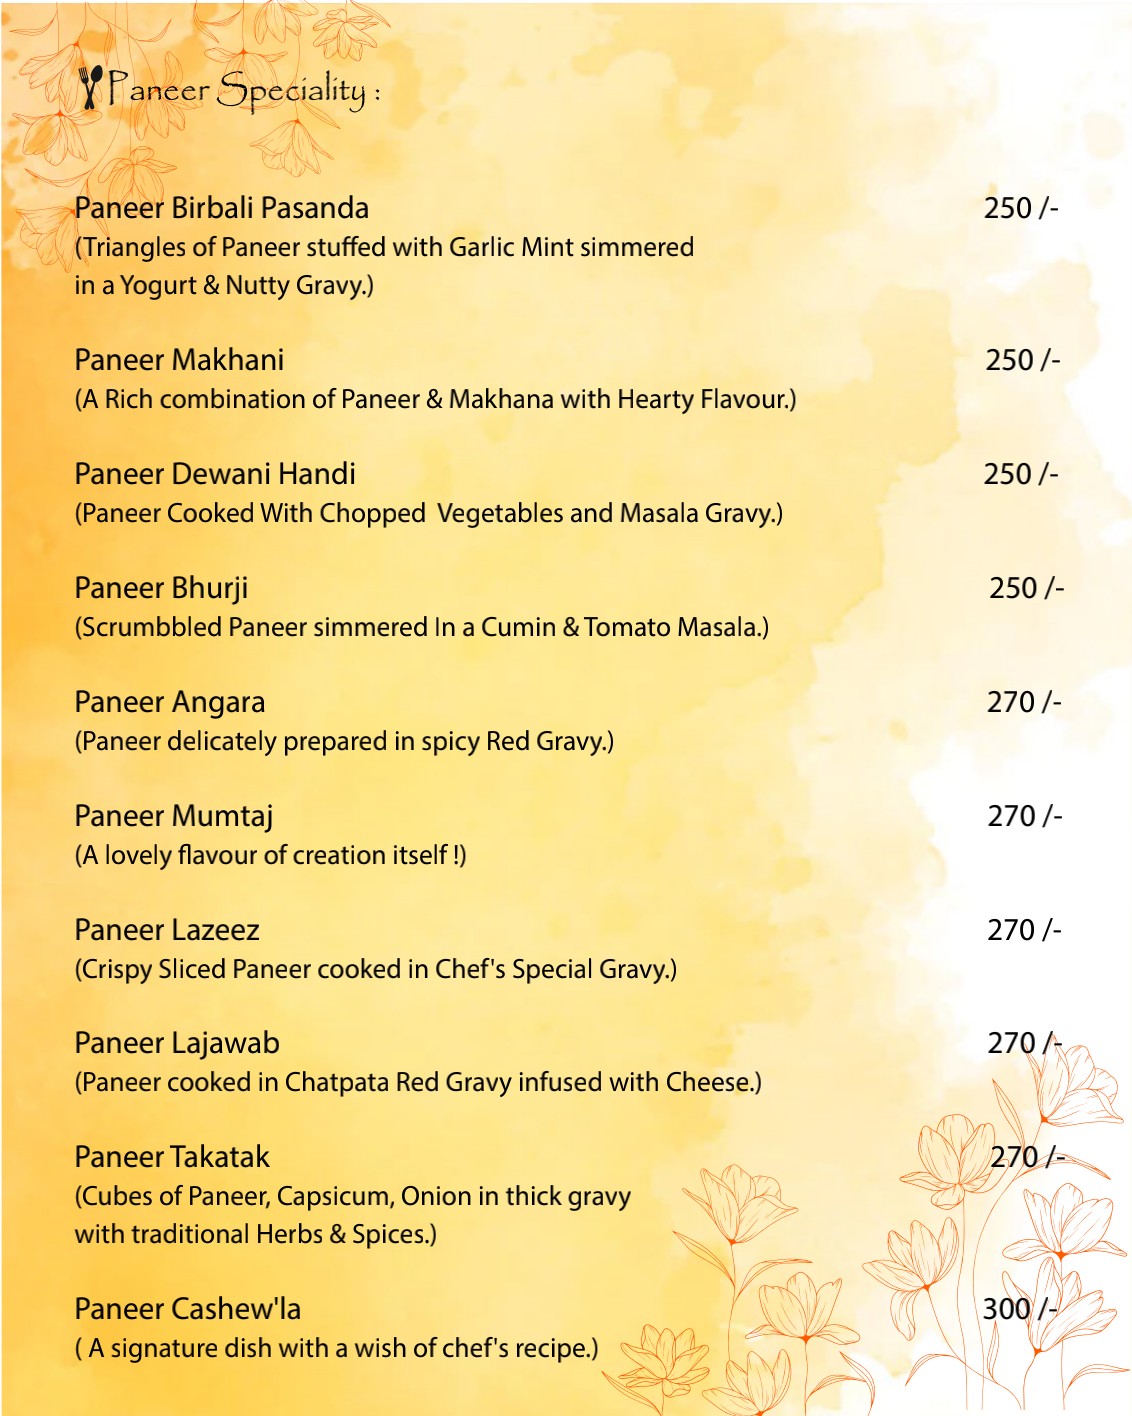 Paneer Speciality :
Paneer Birbali Pasanda 250 /-
(Triangles of Paneer stuffed with Garlic Mint simmered
in a Yogurt & Nutty Gravy.)
Paneer Makhani 250 /-
(A Rich combination of Paneer & Makhana with Hearty Flavour.)
Paneer Dewani Handi 250 /-
(Paneer Cooked With Chopped  Vegetables and Masala Gravy.)
Paneer Bhurji 250 /-
(Scrumbbled Paneer simmered In a Cumin & Tomato Masala.)
Paneer Angara 270 /-
(Paneer delicately prepared in spicy Red Gravy.)
Paneer Mumtaj 270 /-
(A lovely flavour of creation itself !)
Paneer Lazeez 270 /-
(Crispy Sliced Paneer cooked in Chef's Special Gravy.)
Paneer Lajawab 270 /-
(Paneer cooked in Chatpata Red Gravy infused with Cheese.)
Paneer Takatak 270 /-
(Cubes of Paneer, Capsicum, Onion in thick gravy
with traditional Herbs & Spices.)
Paneer Cashew'la 300 /-
( A signature dish with a wish of chef's recipe.)